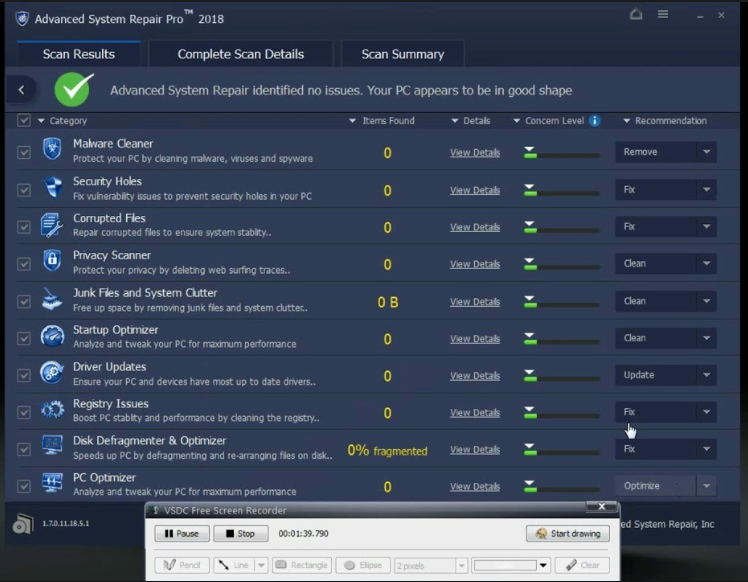 Advanced System Repair Pro™ 2018
Scan Results
Complete Scan Details
Scan Summary
Advanced System Repair identified no issues. Your PC appears to be in good shape
Category Items Found Details Concern Level Recommendation
Malware Cleaner
Protect your PC by cleaning malware, viruses and spyware
0 View Details Remove
Security Holes
Fix vulnerability issues to prevent security holes in your PC
0 View Details Fix
Corrupted Files
Repair corrupted files to ensure system stablity..
0 View Details Fix
Privacy Scanner
Protect your privacy by deleting web surfing traces..
0 View Details Clean
Junk Files and System Clutter
Free up space by removing junk files and system clutter..
0 B View Details Clean
Startup Optimizer
Analyze and tweak your PC for maximum performance
0 View Details Clean
Driver Updates
Ensure your PC and devices have most up to date drivers..
0 View Details Update
Registry Issues
Boost PC stablity and performance by cleaning the registry..
0 View Details Fix
Disk Defragmenter & Optimizer
Speeds up PC by defragmenting and re-arranging files on disk..
0% fragmented View Details Fix
PC Optimizer
Analyze and tweak your PC for maximum performance
0 View Details Optimize
1.7.0.11.18.5.1
ed System Repair, Inc
VSDC Free Screen Recorder
Pause Stop 00:01:39.790 Start drawing
Pencil Line Rectangle Ellipse 2 pixels Clear